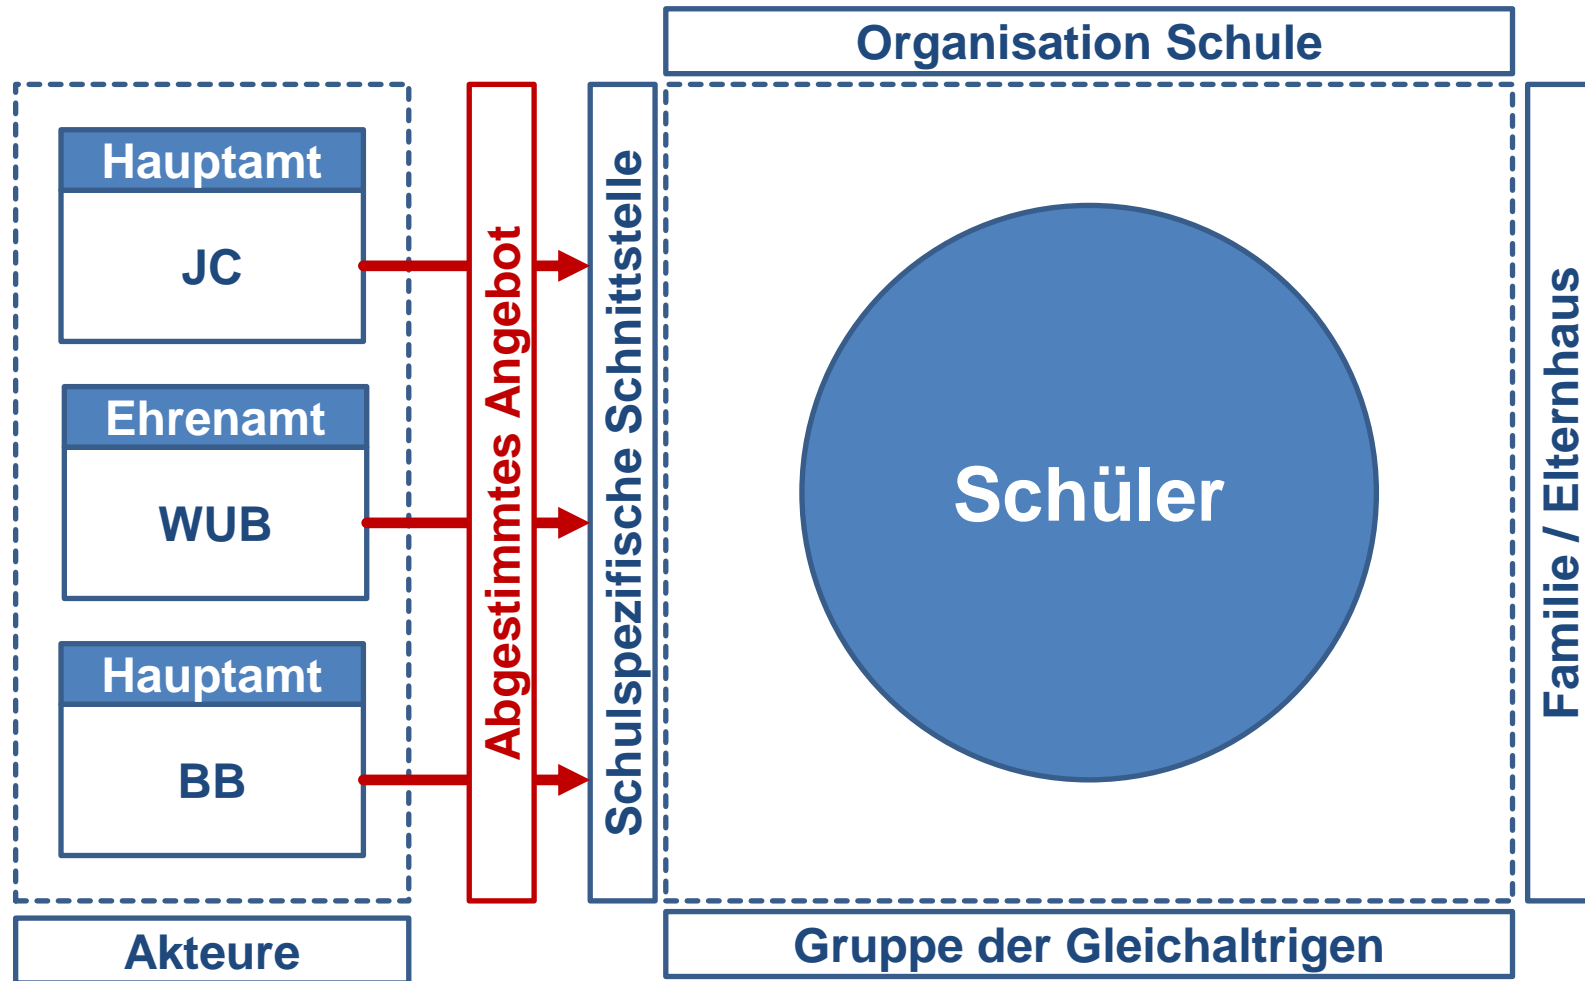 Organisation Schule
Hauptamt
JC
Ehrenamt
WUB
Hauptamt
BB
Akteure
Abgestimmtes Angebot
Schulspezifische Schnittstelle
Schüler
Familie / Elternhaus
Gruppe der Gleichaltrigen